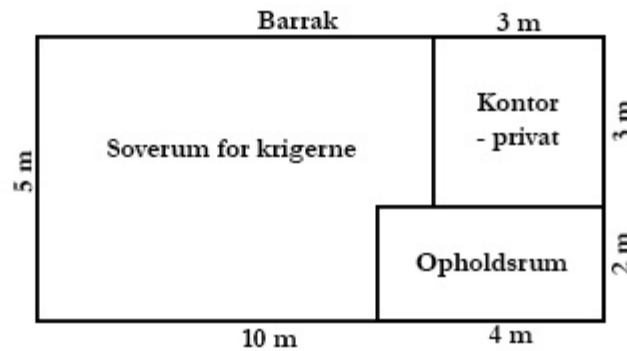 Barrak
3 m
Kontor
- privat
3 m
Soverum for krigerne
5 m
Opholdsrum
2 m
10 m
4 m